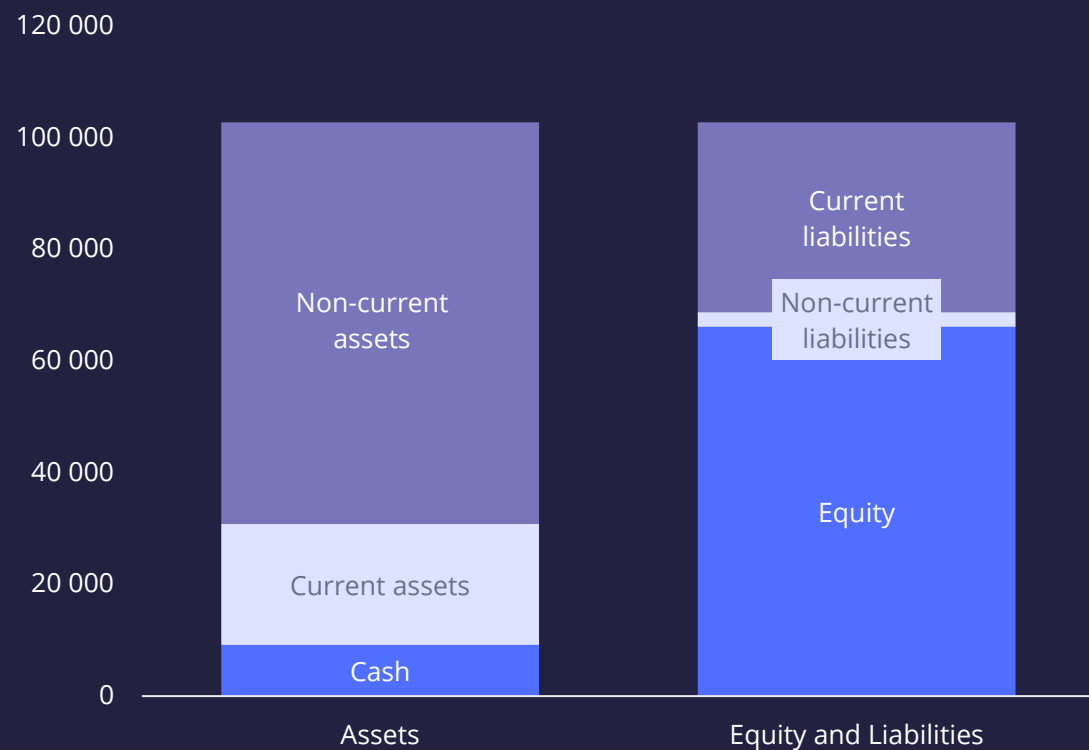 120 000
100 000
80 000
60 000
40 000
20 000
0
Non-current
assets
Current assets
Cash
Current
liabilities
Non-current
liabilities
Equity
Assets
Equity and Liabilities